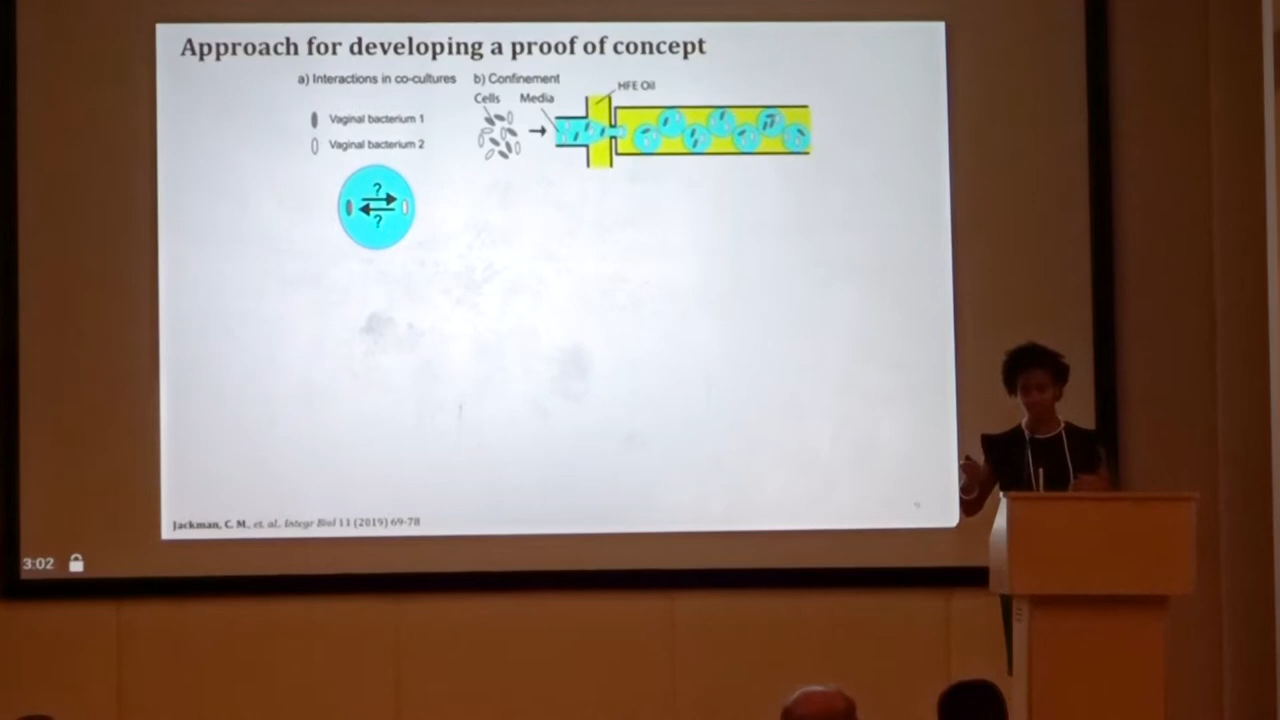 Approach for developing a proof of concept
a) Interactions in co-cultures
b) Confinement
HFE Oil
Cells
Media
Vaginal bacterium 1
Vaginal bacterium 2
?
?
Jackman, C. M., et. al., Integr Biol 11 (2019) 69-78
9
3:02